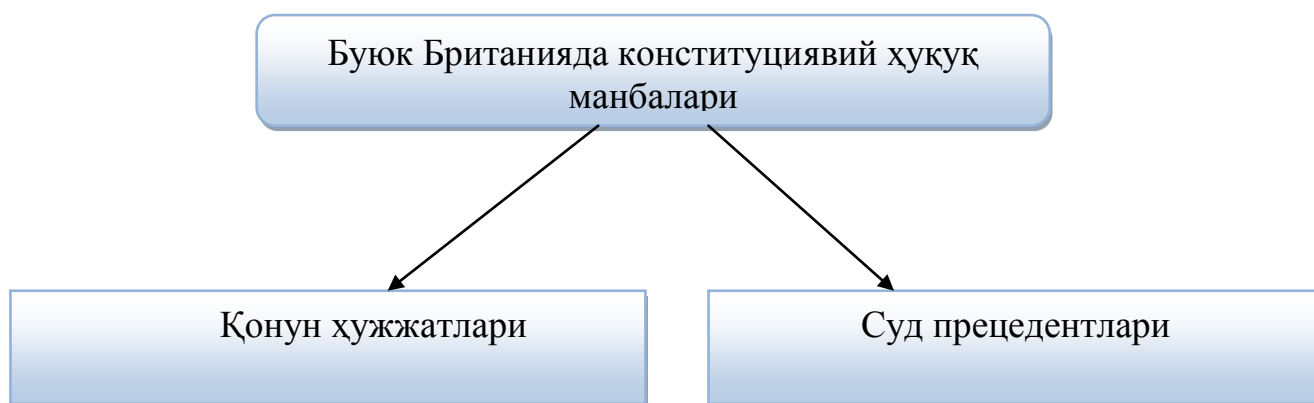 Буюк Британияда конституциявий ҳуқуқ
манбалари
Қонун ҳужжатлари
Суд прецедентлари